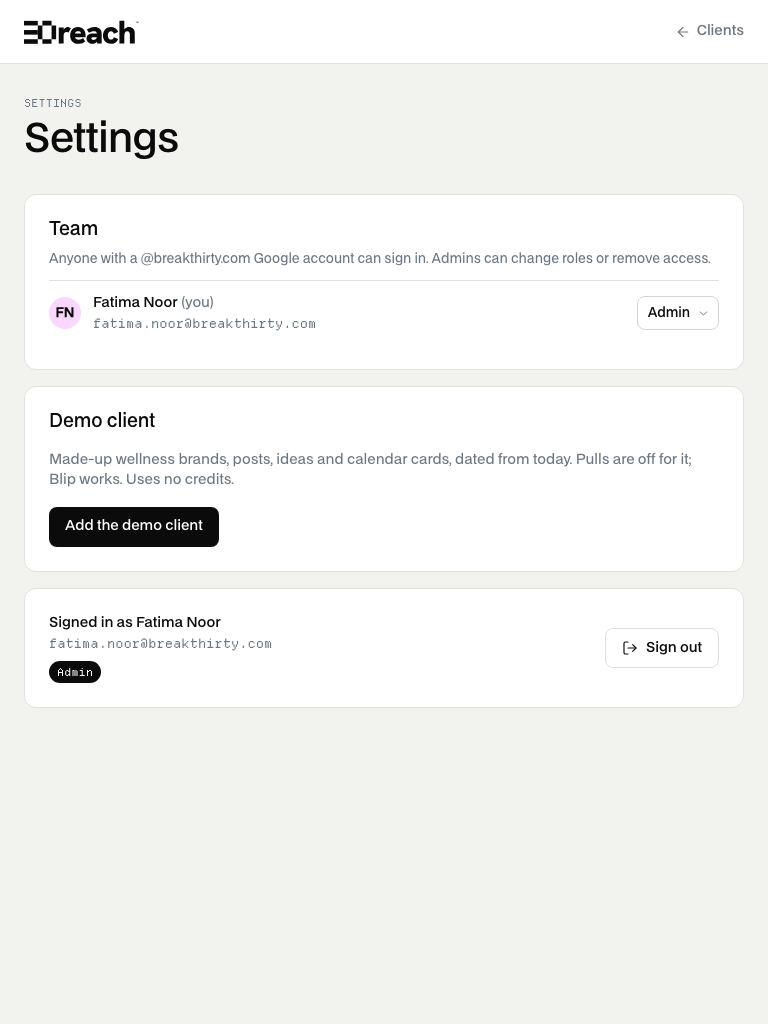 30reach
Clients
SETTINGS
Settings
Team
Anyone with a @breakthirty.com Google account can sign in. Admins can change roles or remove access.
FN
Fatima Noor (you)
fatima.noor@breakthirty.com
Admin
Demo client
Made-up wellness brands, posts, ideas and calendar cards, dated from today. Pulls are off for it;
Blip works. Uses no credits.
Add the demo client
Signed in as Fatima Noor
fatima.noor@breakthirty.com
Admin
Sign out